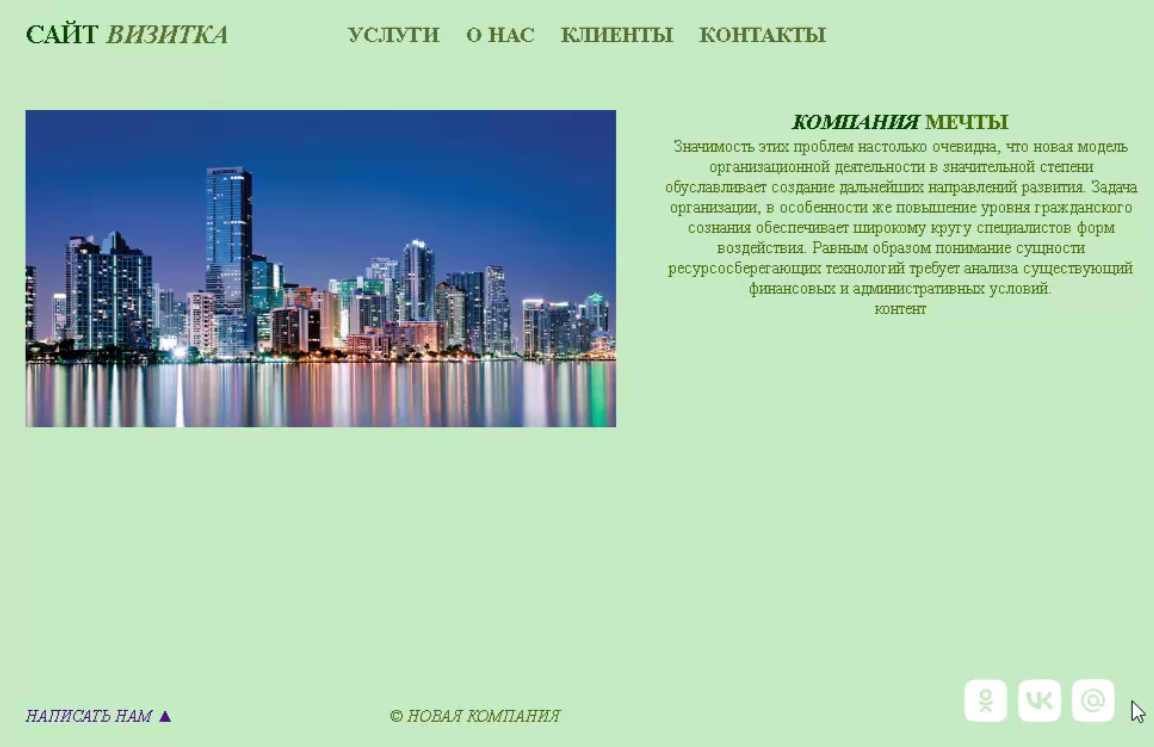 САЙТ ВИЗИТКА
УСЛУГИ О НАС КЛИЕНТЫ КОНТАКТЫ
КОМПАНИЯ МЕЧТЫ
Значимость этих проблем настолько очевидна, что новая модель
организационной деятельности в значительной степени
обуславливает создание дальнейших направлений развития. Задача
организации, в особенности же повышение уровня гражданского
сознания обеспечивает широкому кругу специалистов форм
воздействия. Равным образом понимание сущности
ресурсосберегающих технологий требует анализа существующий
финансовых и административных условий.
контент
НАПИСАТЬ НАМ ▲
© НОВАЯ КОМПАНИЯ